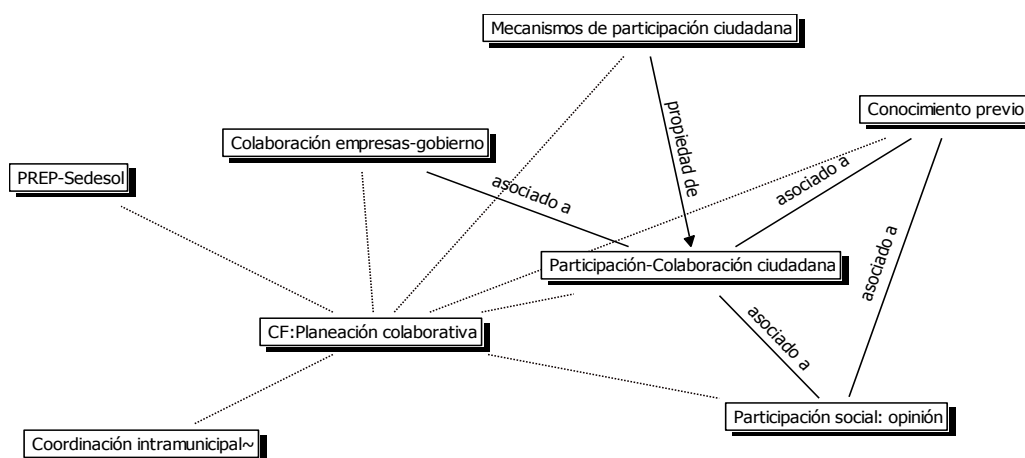 Mecanismos de participación ciudadana
Conocimiento previo
propiedad de
Colaboración empresas-gobierno
asociado a
asociado a
PREP-Sedesol
asociado a
Participación-Colaboración ciudadana
CF:Planeación colaborativa
asociado a
Participación social: opinión
Coordinación intramunicipal~